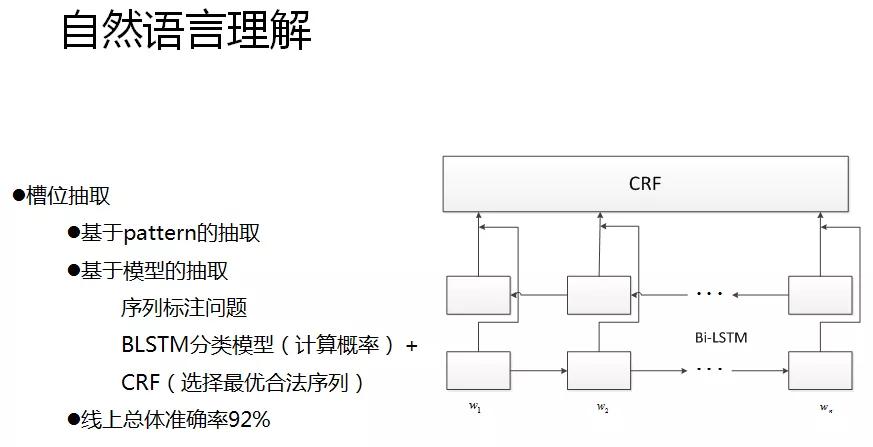 自然语言理解
●槽位抽取
●基于pattern的抽取
●基于模型的抽取
序列标注问题
BLSTM分类模型（计算概率）+
CRF（选择最优合法序列）
●线上总体准确率92%
CRF
...
Bi-LSTM
...
w₁ w₂ wₙ